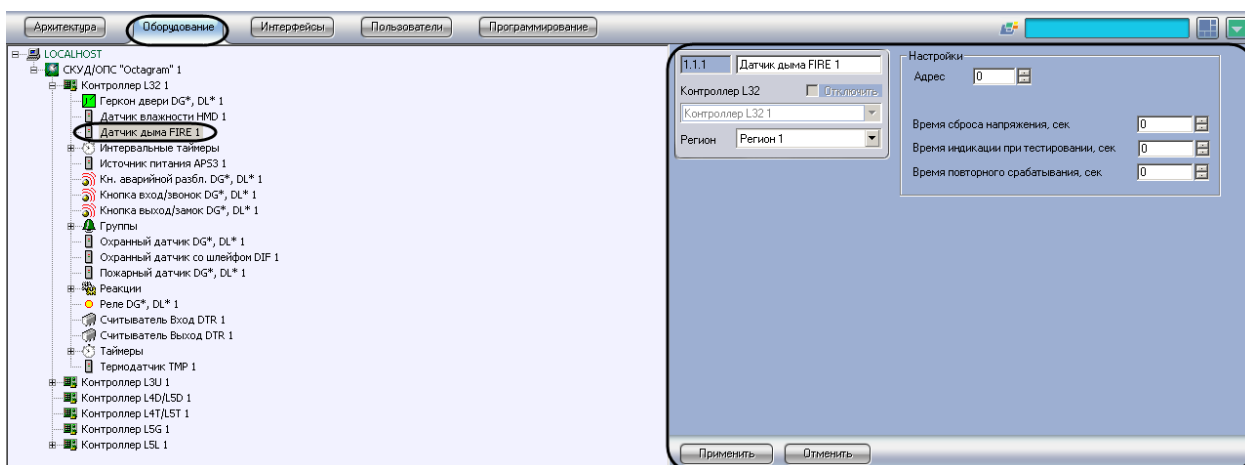 Архитектура Оборудование Интерфейсы Пользователи Программирование
LOCALHOST
СКУД/ОПС "Octagram" 1
Контроллер L32 1
Геркон двери DG*, DL* 1
Датчик влажности HMD 1
Датчик дыма FIRE 1
Интервальные таймеры
Источник питания APS3 1
Кн. аварийной разбл. DG*, DL* 1
Кнопка вход/звонок DG*, DL* 1
Кнопка выход/замок DG*, DL* 1
Группы
Охранный датчик DG*, DL* 1
Охранный датчик со шлейфом DIF 1
Пожарный датчик DG*, DL* 1
Реакции
Реле DG*, DL* 1
Считыватель Вход DTR 1
Считыватель Выход DTR 1
Таймеры
Термодатчик TMP 1
Контроллер L3U 1
Контроллер L4D/L5D 1
Контроллер L4T/L5T 1
Контроллер L5G 1
Контроллер L5L 1
1.1.1 Датчик дыма FIRE 1
Контроллер L32 Отключить
Контроллер L32 1
Регион Регион 1
Настройки
Адрес 0
Время сброса напряжения, сек 0
Время индикации при тестировании, сек 0
Время повторного срабатывания, сек 0
Применить Отменить